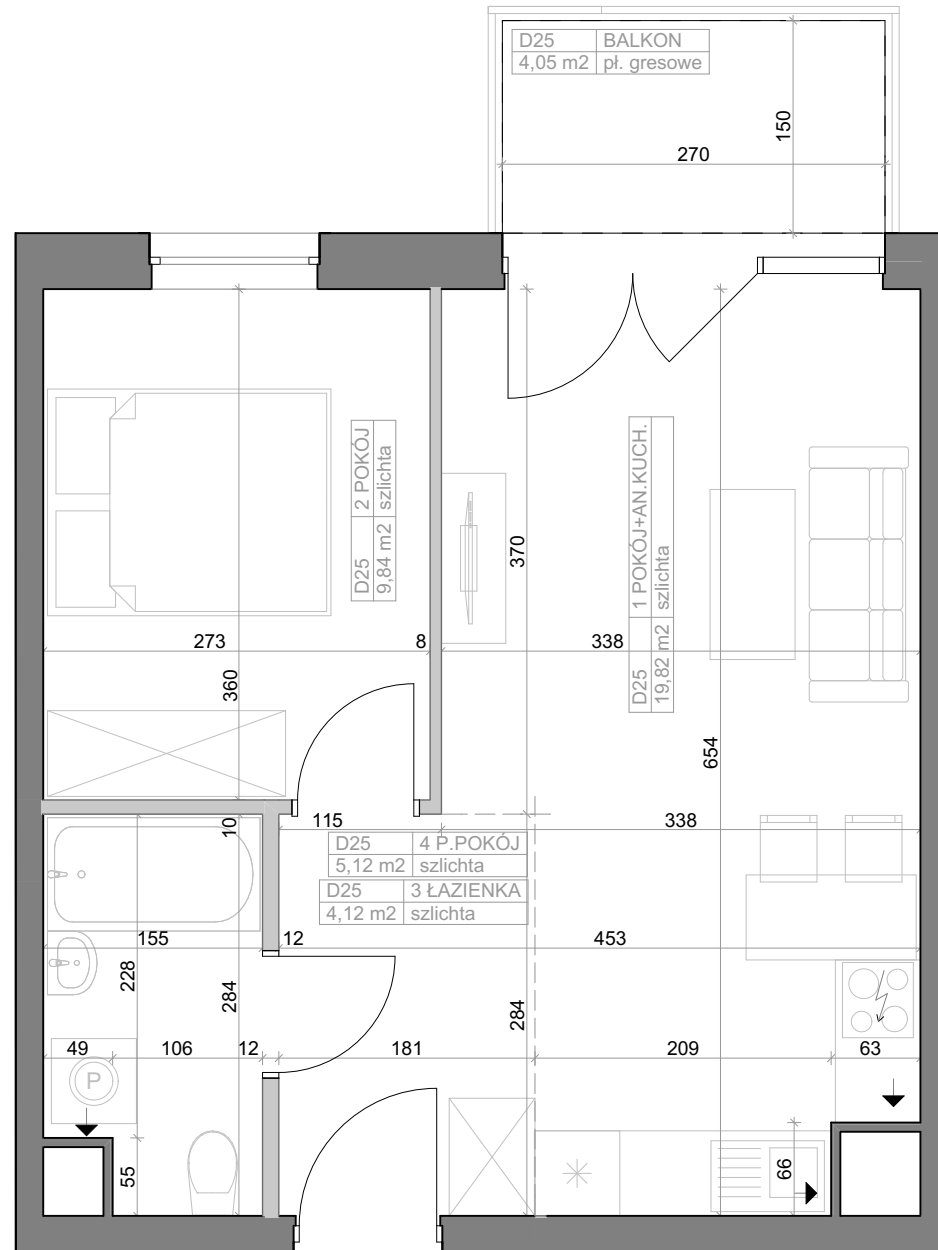 D25 BALKON
4,05 m2 pł. gresowe
150
270
D25 2 POKÓJ
9,84 m2 szlichta
D25 1 POKÓJ+AN.KUCH.
19,82 m2 szlichta
370
273
8
338
360
654
10
115
338
D25 4 P.POKÓJ
5,12 m2 szlichta
D25 3 ŁAZIENKA
4,12 m2 szlichta
155
12
453
228
284
284
49
106
12
181
209
63
P
55
66